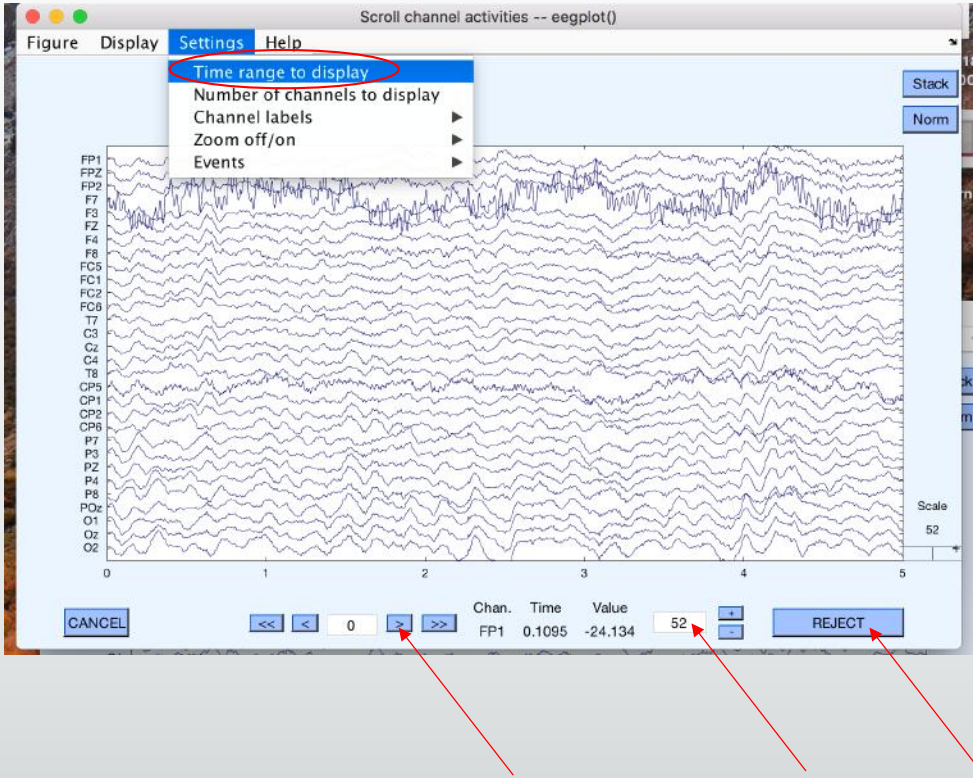 Scroll channel activities -- eegplot()
Figure Display Settings Help
Time range to display
Number of channels to display
Channel labels
Zoom off/on
Events
Stack
Norm
FP1
FPZ
FP2
F7
F3
FZ
F4
F8
FC5
FC1
FC2
FC6
T7
C3
Cz
C4
T8
CP5
CP1
CP2
CP6
P7
P3
PZ
P4
P8
POz
O1
Oz
O2
0 1 2 3 4 5
Scale
52
+
CANCEL
<< < 0 > >>
Chan. Time Value
FP1 0.1095 -24.134
52
+
-
REJECT